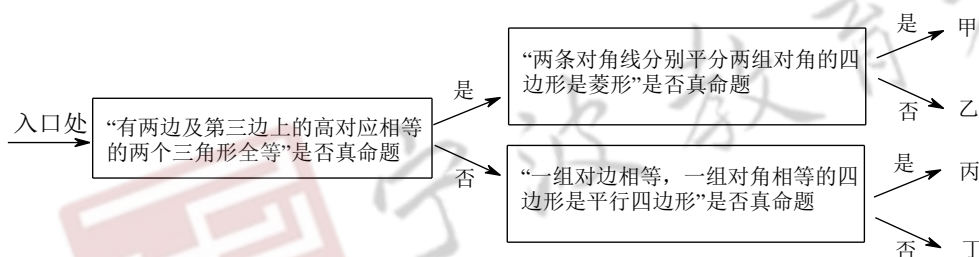 “两条对角线分别平分两组对角的四
边形是菱形”是否真命题
是
甲
否
乙
入口处
“有两边及第三边上的高对应相等
的两个三角形全等”是否真命题
是
否
“一组对边相等，一组对角相等的四
边形是平行四边形”是否真命题
是
丙
否
丁
宁波教育